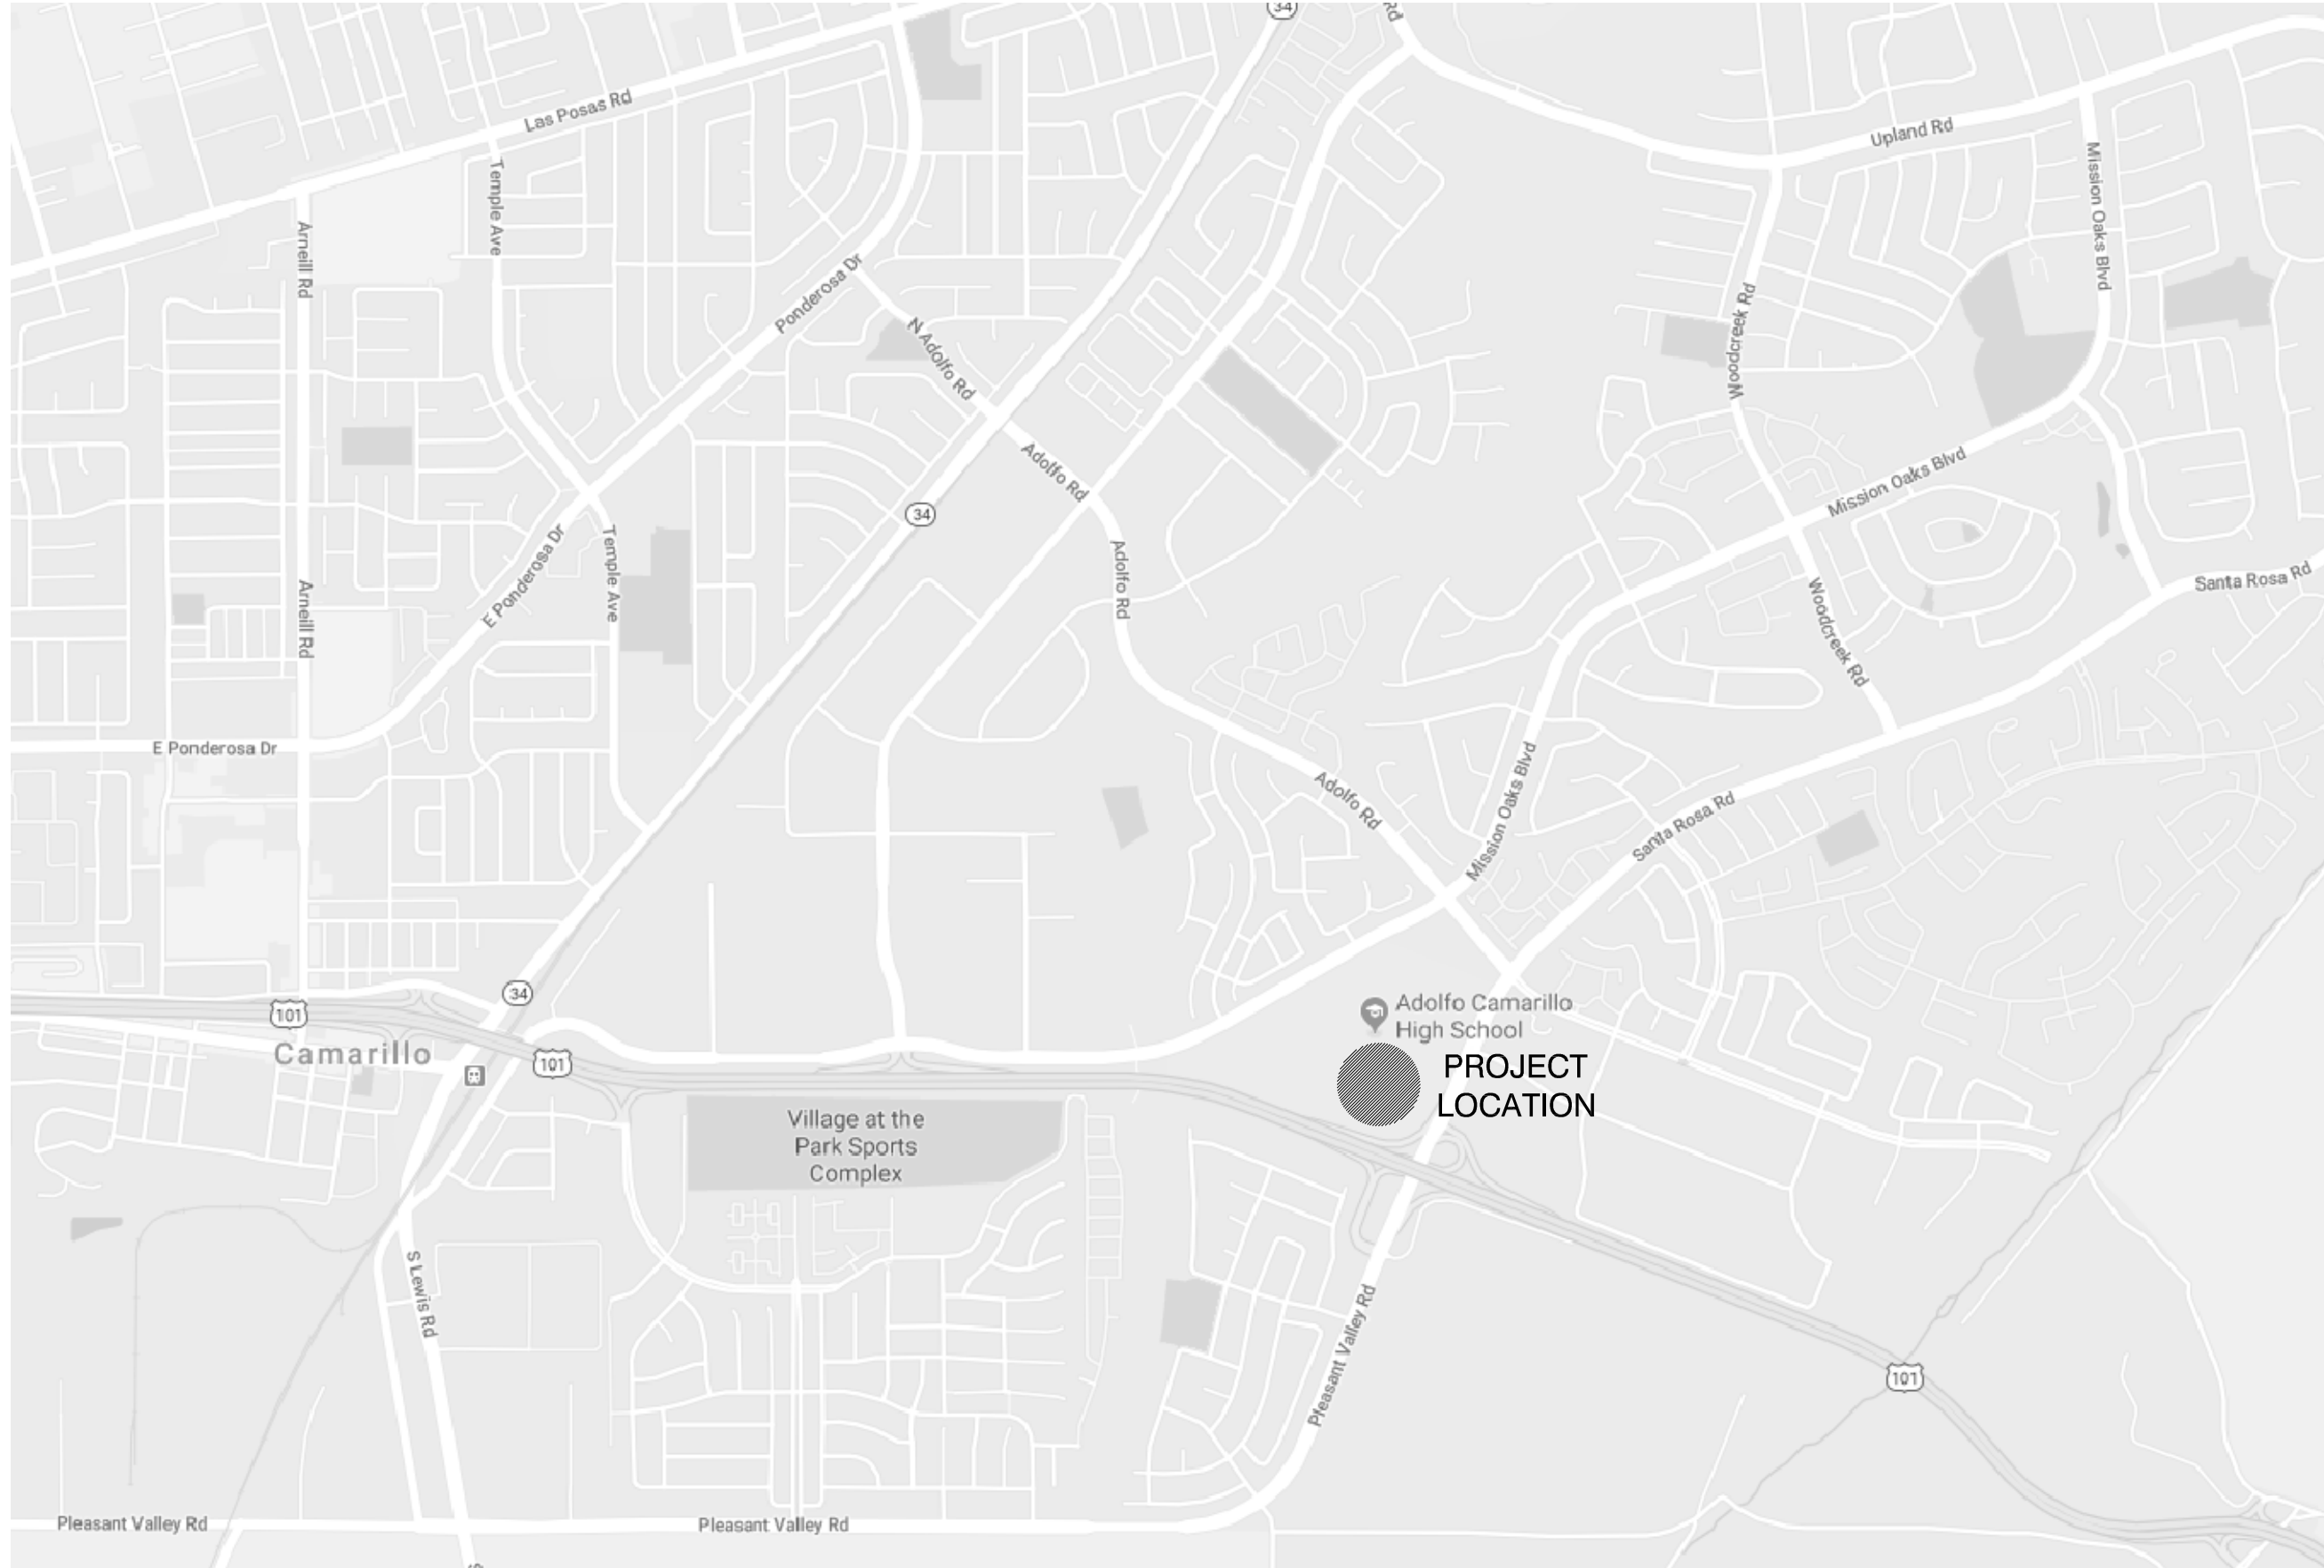 34
Rd
Las Posas Rd
Upland Rd
Temple Ave
Mission Oaks Blvd
Arneill Rd
Ponderosa Dr
Woodcreek Rd
N Adolfo Rd
Adolfo Rd
Mission Oaks Blvd
34
E Ponderosa Dr
Temple Ave
Adolfo Rd
Santa Rosa Rd
Arneill Rd
Woodcreek Rd
E Ponderosa Dr
Adolfo Rd
Mission Oaks Blvd
Santa Rosa Rd
34
101
Adolfo Camarillo
High School
Camarillo
101
PROJECT
LOCATION
Village at the
Park Sports
Complex
S Lewis Rd
Pleasant Valley Rd
101
Pleasant Valley Rd
Pleasant Valley Rd